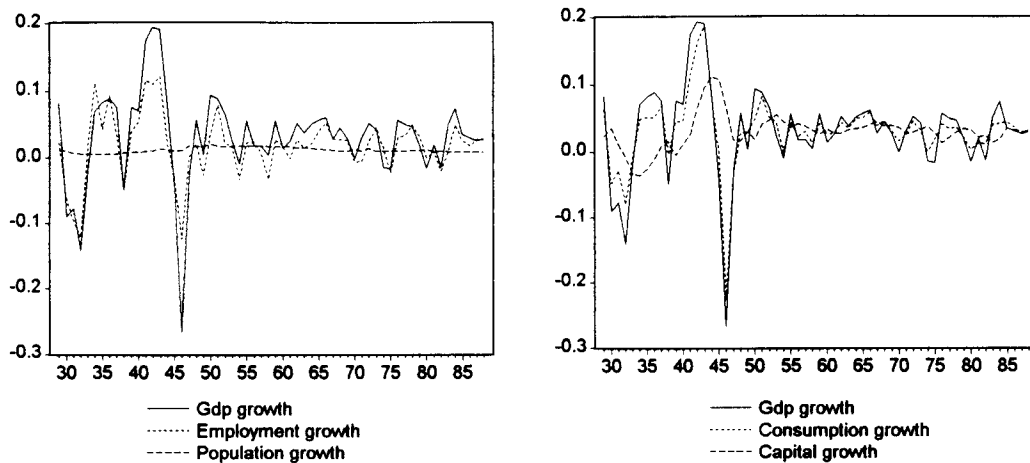 0.2
0.1
0.0
-0.1
-0.2
-0.3
30 35 40 45 50 55 60 65 70 75 80 85
Gdp growth
Employment growth
Population growth
0.2
0.1
0.0
-0.1
-0.2
-0.3
30 35 40 45 50 55 60 65 70 75 80 85
Gdp growth
Consumption growth
Capital growth